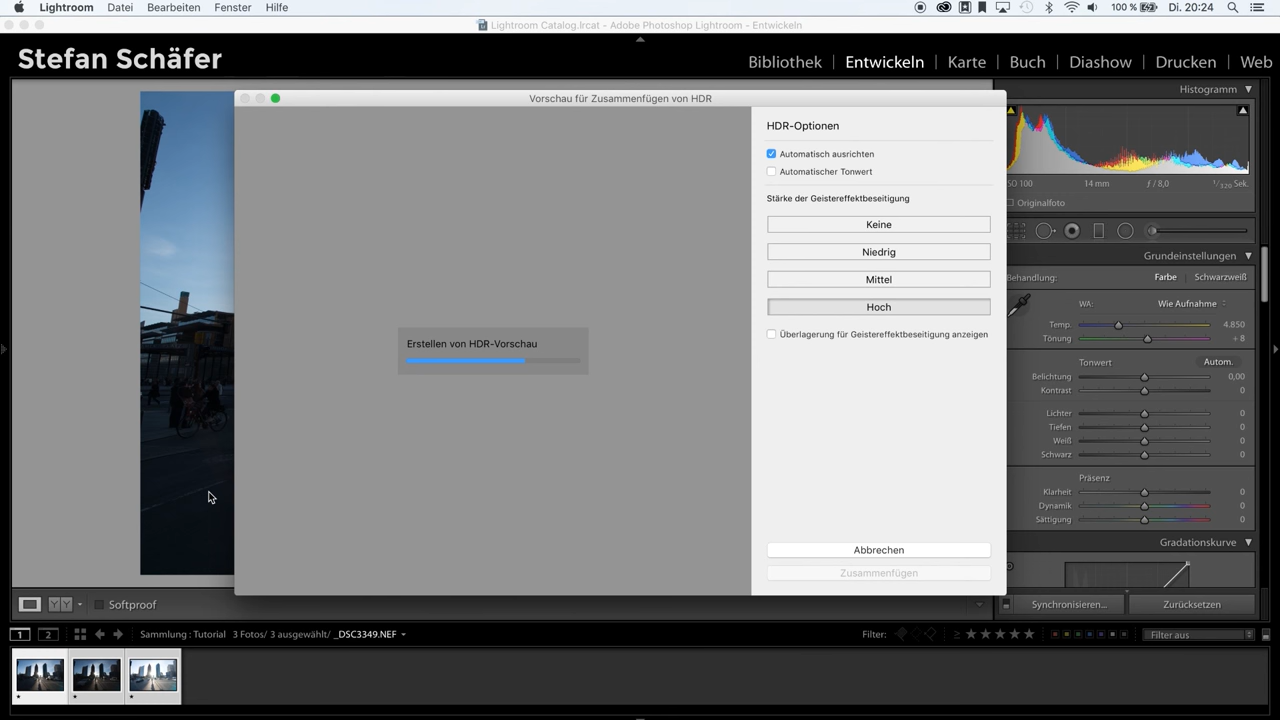 Lightroom Datei Bearbeiten Fenster Hilfe
100 % Di. 20:24
Lightroom Catalog.lrcat - Adobe Photoshop Lightroom - Entwickeln
Stefan Schäfer
Bibliothek Entwickeln Karte Buch Diashow Drucken Web
Vorschau für Zusammenfügen von HDR
HDR-Optionen
Automatisch ausrichten
Automatischer Tonwert
Stärke der Geistereffektbeseitigung
Keine
Niedrig
Mittel
Hoch
Überlagerung für Geistereffektbeseitigung anzeigen
Erstellen von HDR-Vorschau
Abbrechen
Zusammenfügen
Histogramm
SO 100 14 mm ƒ / 8,0 1/320 Sek.
Originalfoto
Grundeinstellungen
Behandlung: Farbe Schwarzweiß
WA: Wie Aufnahme
Temp. 4.850
Tönung + 8
Tonwert Autom.
Belichtung 0,00
Kontrast 0
Lichter 0
Tiefen 0
Weiß 0
Schwarz 0
Präsenz
Klarheit 0
Dynamik 0
Sättigung 0
Gradationskurve
Softproof
Synchronisieren... Zurücksetzen
1 2 Sammlung : Tutorial 3 Fotos/ 3 ausgewählt/ _DSC3349.NEF
Filter: ≥ ★★★★★ Filter aus